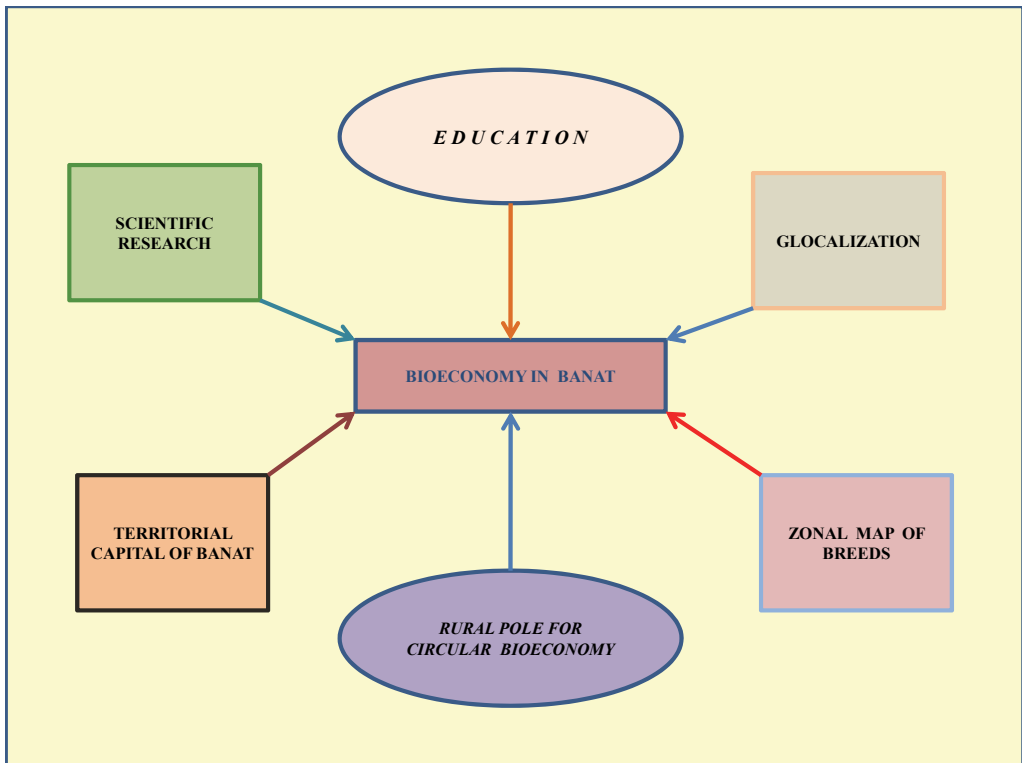 E D U C A T I O N
SCIENTIFIC
RESEARCH
GLOCALIZATION
BIOECONOMY IN BANAT
TERRITORIAL
CAPITAL OF BANAT
ZONAL MAP OF
BREEDS
RURAL POLE FOR
CIRCULAR BIOECONOMY